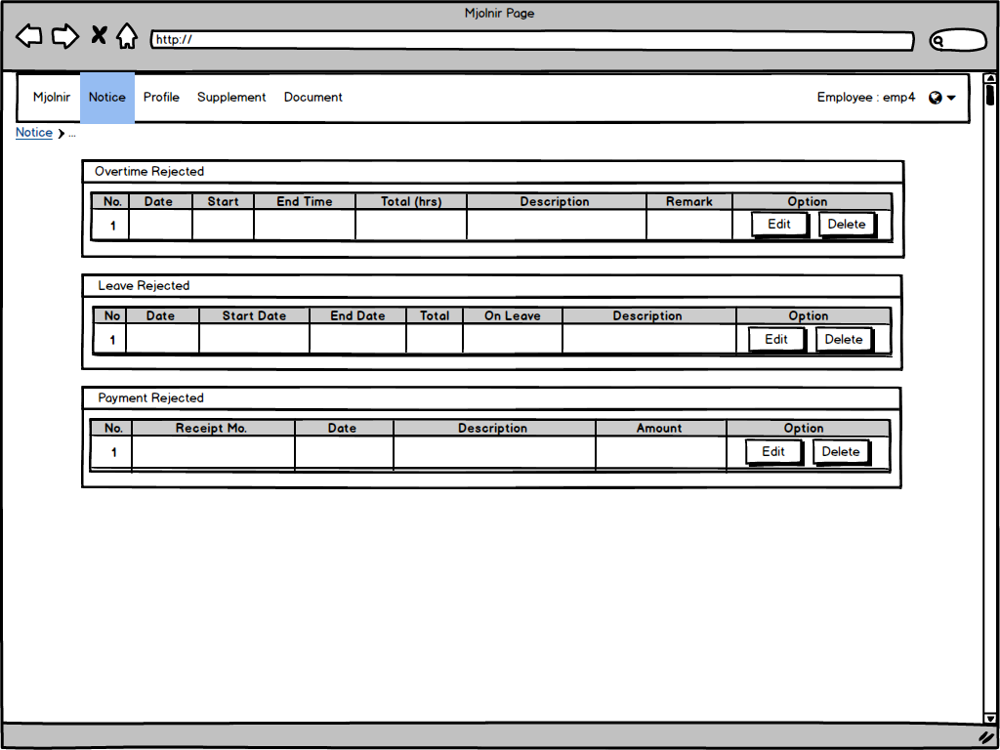 Mjolnir Page
http://
Mjolnir Notice Profile Supplement Document Employee : emp4
Notice ...
Overtime Rejected
No. Date Start End Time Total (hrs) Description Remark Option
1 Edit Delete
Leave Rejected
No Date Start Date End Date Total On Leave Description Option
1 Edit Delete
Payment Rejected
No. Receipt Mo. Date Description Amount Option
1 Edit Delete